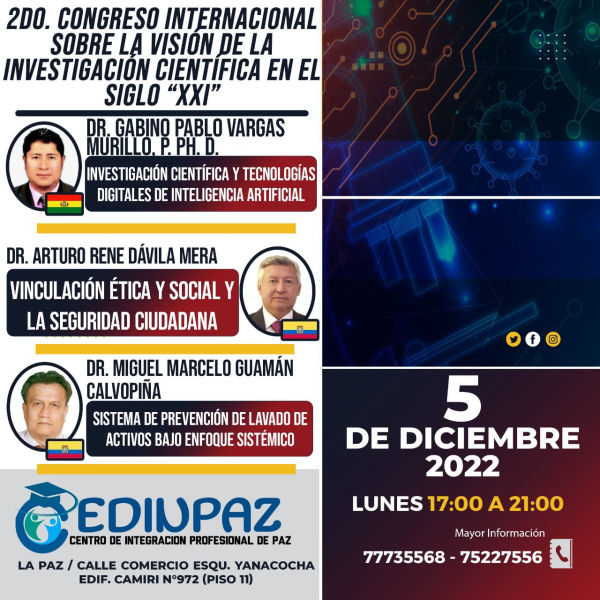 2DO. CONGRESO INTERNACIONAL
SOBRE LA VISIÓN DE LA
INVESTIGACIÓN CIENTÍFICA EN EL
SIGLO “XXI”
DR. GABINO PABLO VARGAS
MURILLO, P. PH. D.
INVESTIGACIÓN CIENTÍFICA Y TECNOLOGÍAS
DIGITALES DE INTELIGENCIA ARTIFICIAL
DR. ARTURO RENE DÁVILA MERA
VINCULACIÓN ÉTICA Y SOCIAL Y
LA SEGURIDAD CIUDADANA
DR. MIGUEL MARCELO GUAMÁN
CALVOPIÑA
SISTEMA DE PREVENCIÓN DE LAVADO DE
ACTIVOS BAJO ENFOQUE SISTÉMICO
CEDINPAZ
CENTRO DE INTEGRACION PROFESIONAL DE PAZ
LA PAZ / CALLE COMERCIO ESQU. YANACOCHA
EDIF. CAMIRI N°972 (PISO 11)
5
DE DICIEMBRE
2022
LUNES 17:00 A 21:00
Mayor Información
77735568 - 75227556